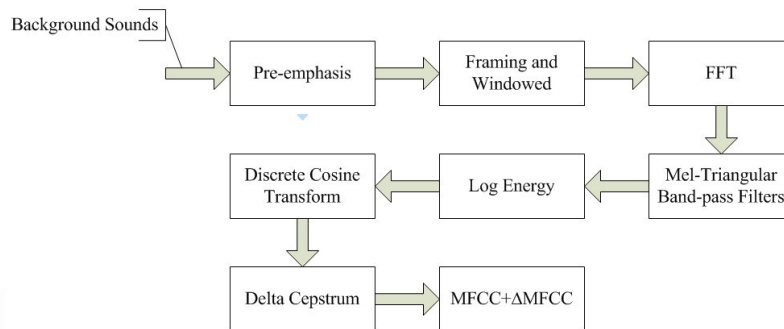 Background Sounds
Pre-emphasis
Framing and
Windowed
FFT
Mel-Triangular
Band-pass Filters
Log Energy
Discrete Cosine
Transform
Delta Cepstrum
MFCC+ΔMFCC